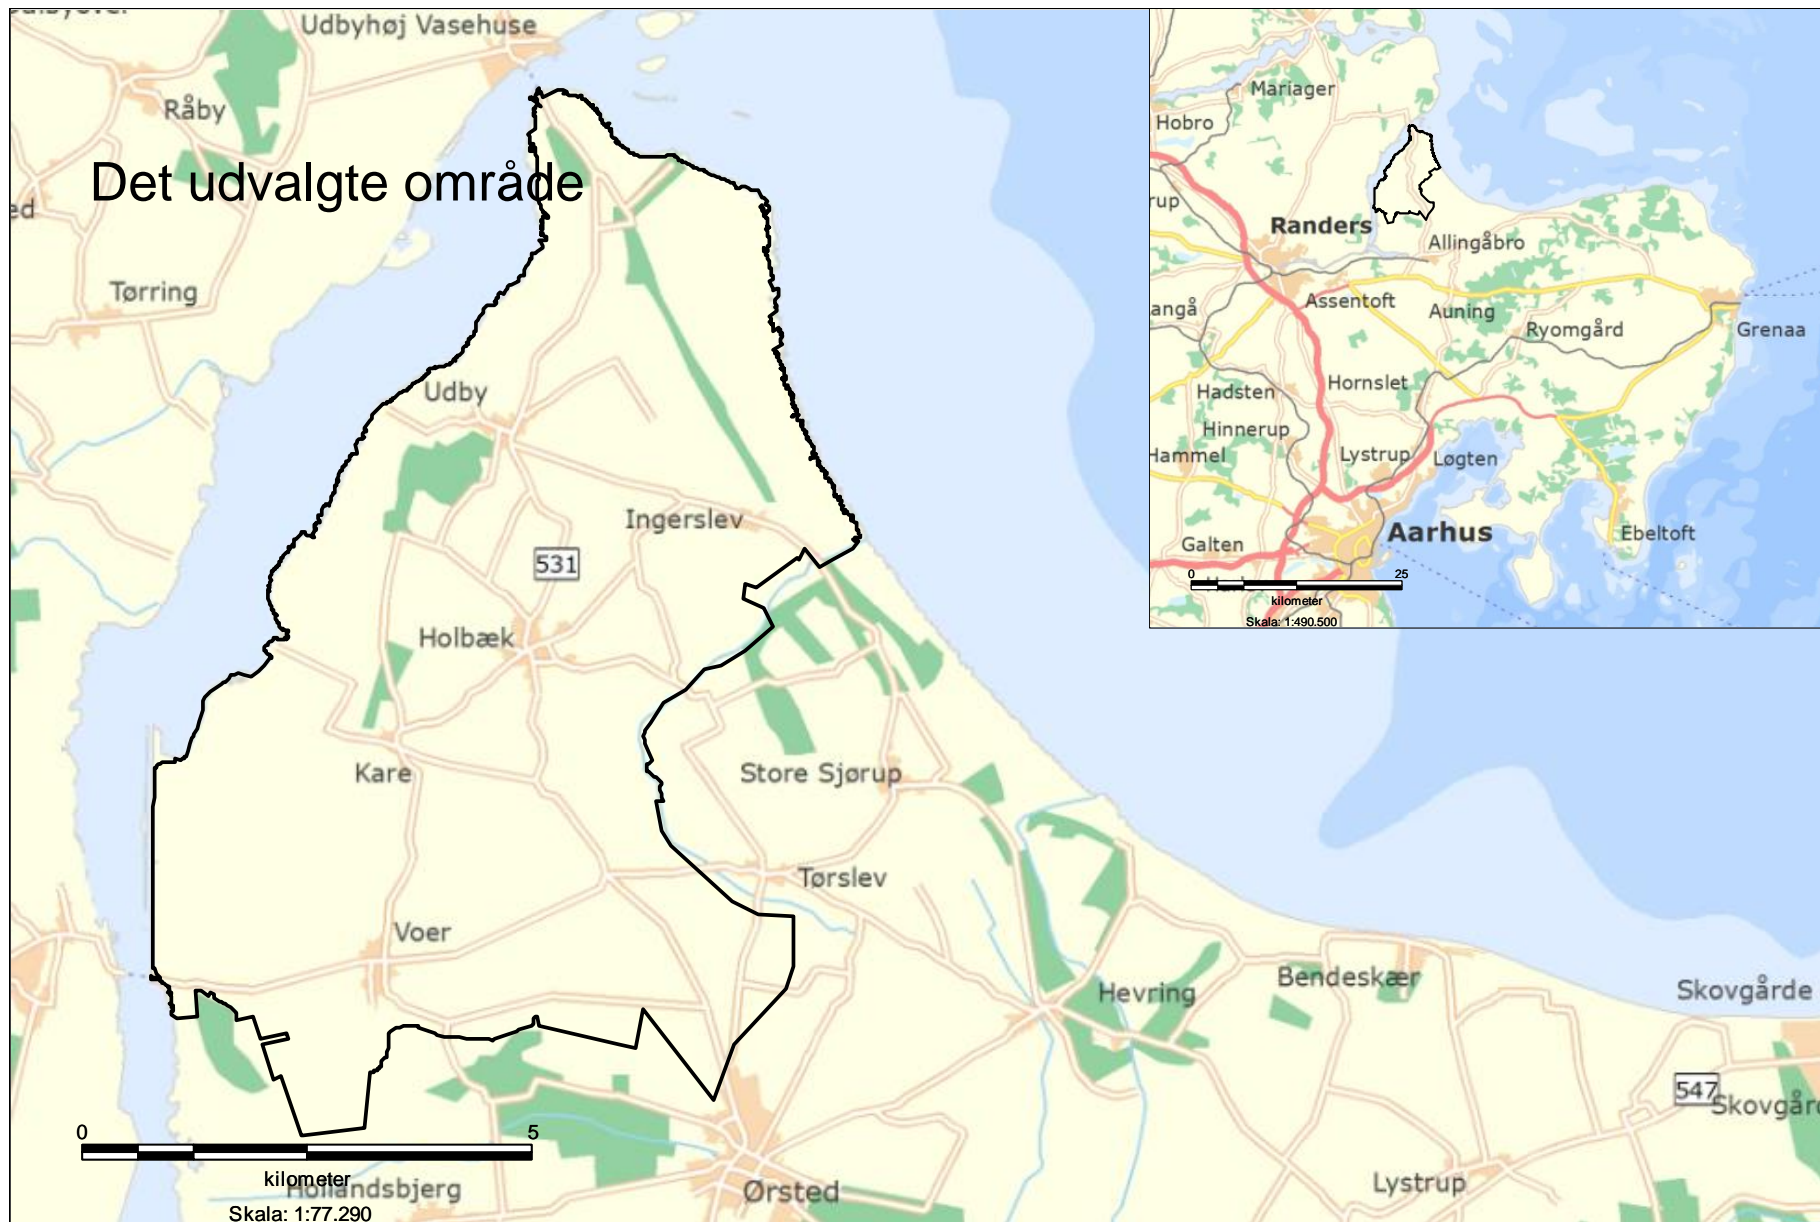 Udbyhøj Vasehuse
Råby
Det udvalgte område
Tørring
Udby
Ingerslev
531
Holbæk
Kare
Store Sjørup
Tørslev
Voer
Hevring
Bendeskær
Skovgårde
547
Lystrup
Ørsted
Hollandsbjerg
0 5
kilometer
Skala: 1:77.290
Mariager
Hobro
Randers
Allingåbro
Assentoft
Auning
Ryomgård
Grenaa
Hadsten
Hornslet
Hinnerup
Hammel
Lystrup
Løgten
Aarhus
Galten
Ebeltoft
0 25
kilometer
Skala: 1:490.500